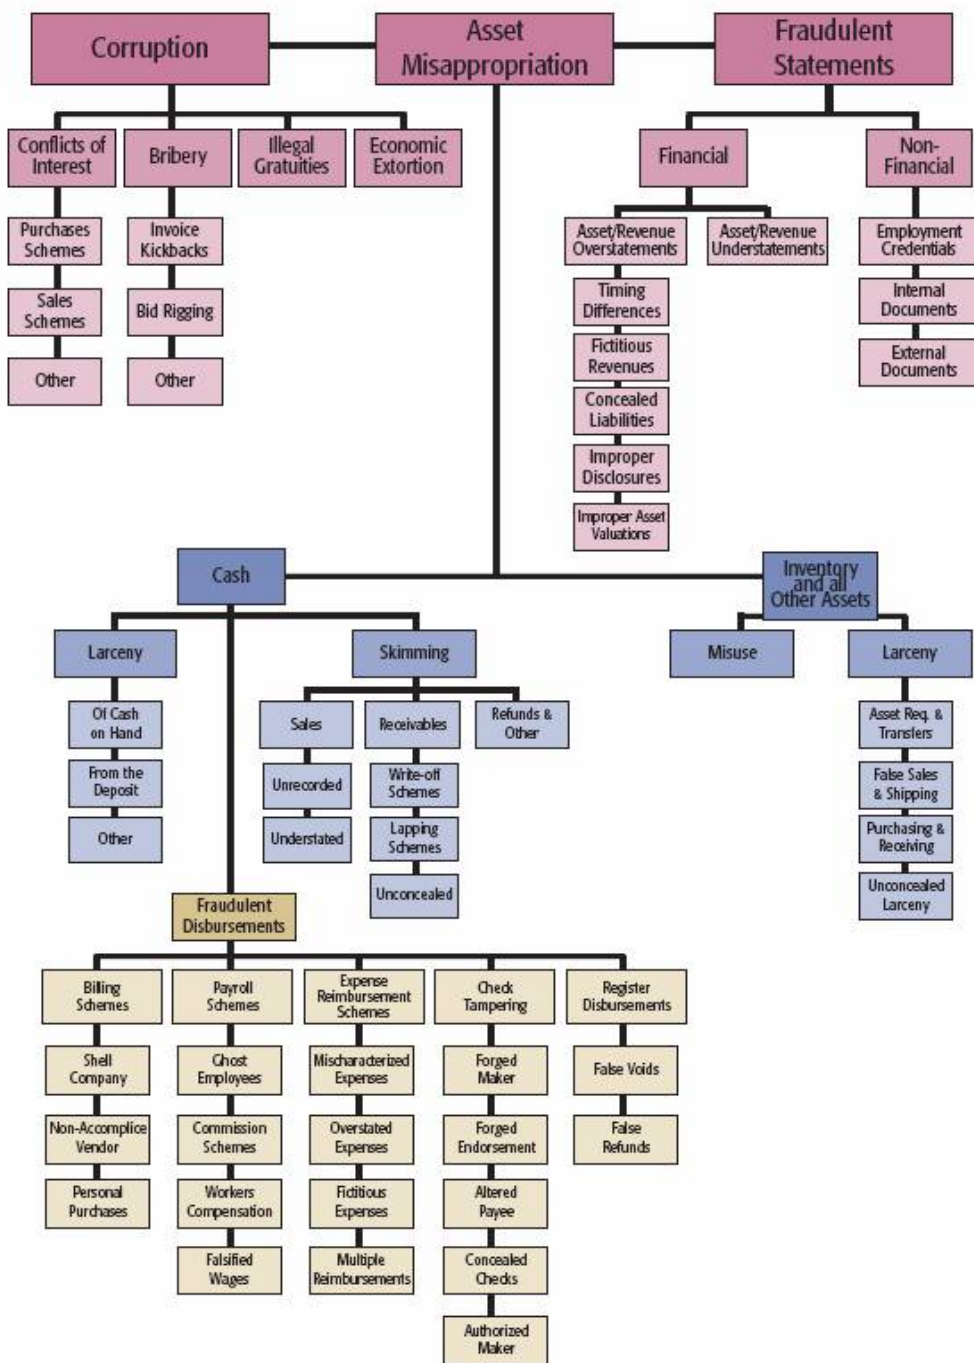 Corruption
Asset
Misappropriation
Fraudulent
Statements
Conflicts of
Interest
Bribery
Illegal
Gratuities
Economic
Extortion
Financial
Non-
Financial
Purchases
Schemes
Invoice
Kickbacks
Asset/Revenue
Overstatements
Asset/Revenue
Understatements
Employment
Credentials
Sales
Schemes
Bid Rigging
Timing
Differences
Internal
Documents
Other
Other
Fictitious
Revenues
External
Documents
Concealed
Liabilities
Improper
Disclosures
Improper Asset
Valuations
Cash
Inventory
and all
Other Assets
Larceny
Skimming
Misuse
Larceny
Of Cash
on Hand
Sales
Receivables
Refunds &
Other
Asset Req. &
Transfers
From the
Deposit
Unrecorded
Write-off
Schemes
False Sales
& Shipping
Other
Understated
Lapping
Schemes
Purchasing &
Receiving
Unconcealed
Unconcealed
Larceny
Fraudulent
Disbursements
Billing
Schemes
Payroll
Schemes
Expense
Reimbursement
Schemes
Check
Tampering
Register
Disbursements
Shell
Company
Ghost
Employees
Mischaracterized
Expenses
Forged
Maker
False Voids
Non-Accomplice
Vendor
Commission
Schemes
Overstated
Expenses
Forged
Endorsement
False
Refunds
Personal
Purchases
Workers
Compensation
Fictitious
Expenses
Altered
Payee
Falsified
Wages
Multiple
Reimbursements
Concealed
Checks
Authorized
Maker